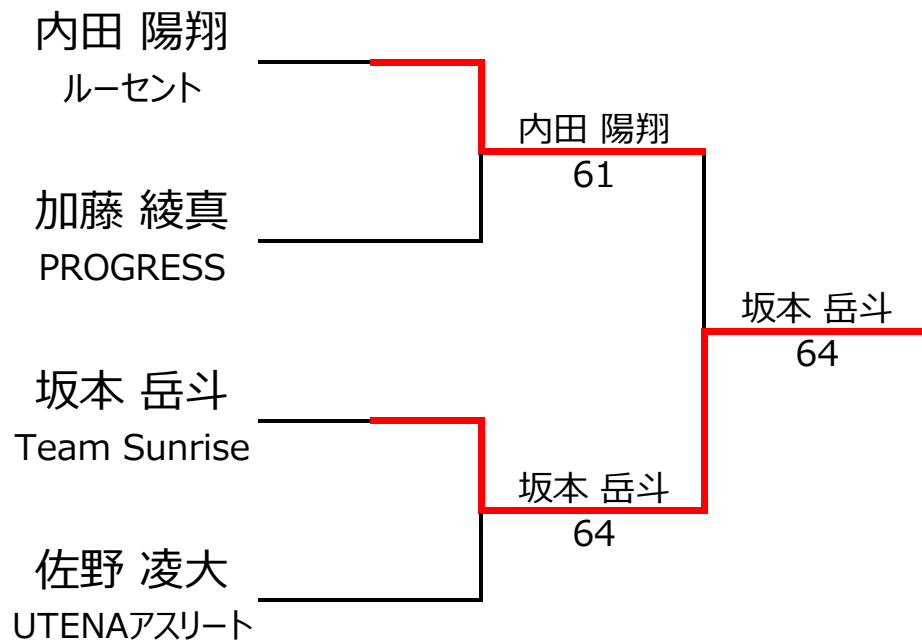 内田 陽翔
ルーセント
内田 陽翔
61
加藤 綾真
PROGRESS
坂本 岳斗
64
坂本 岳斗
Team Sunrise
坂本 岳斗
64
佐野 凌大
UTENAアスリート